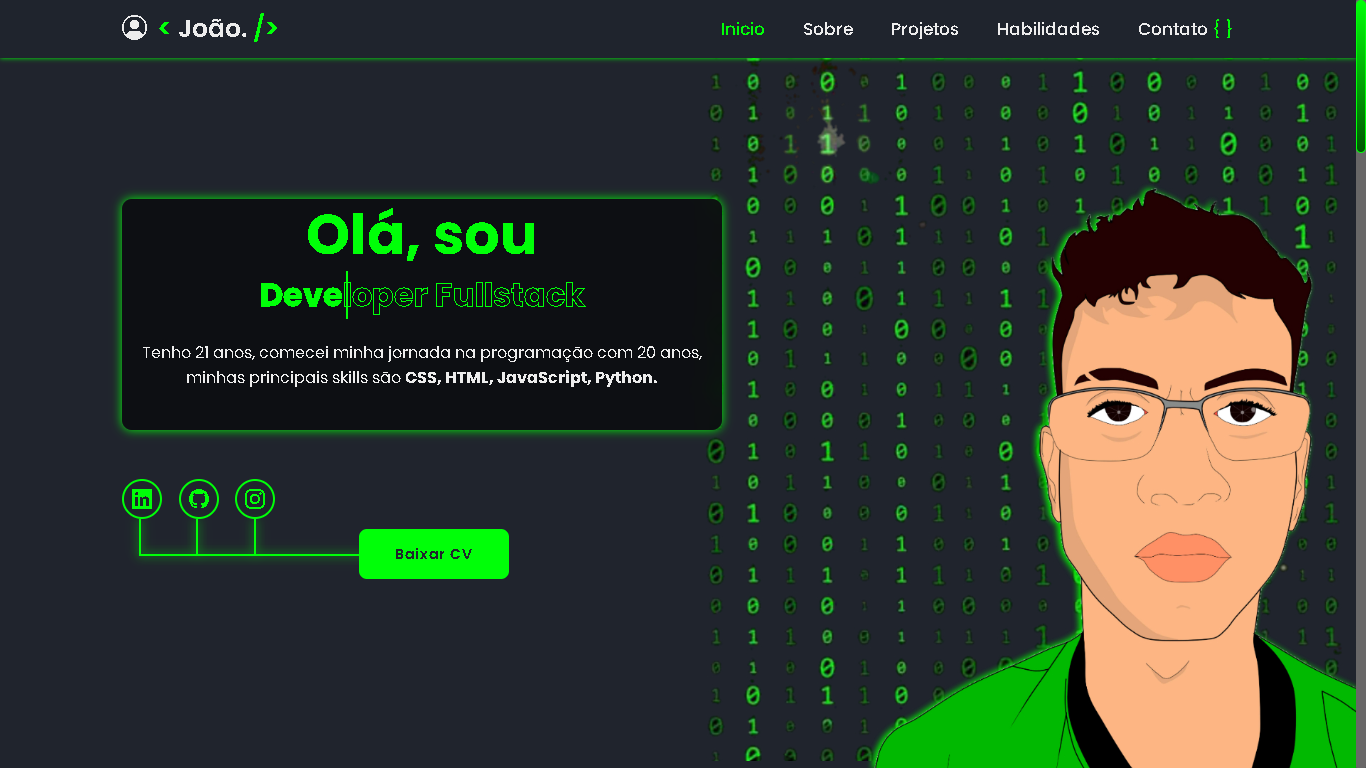 < João. />
Inicio Sobre Projetos Habilidades Contato { }
Olá, sou
Developer Fullstack
Tenho 21 anos, comecei minha jornada na programação com 20 anos,
minhas principais skills são CSS, HTML, JavaScript, Python.
in
Baixar CV